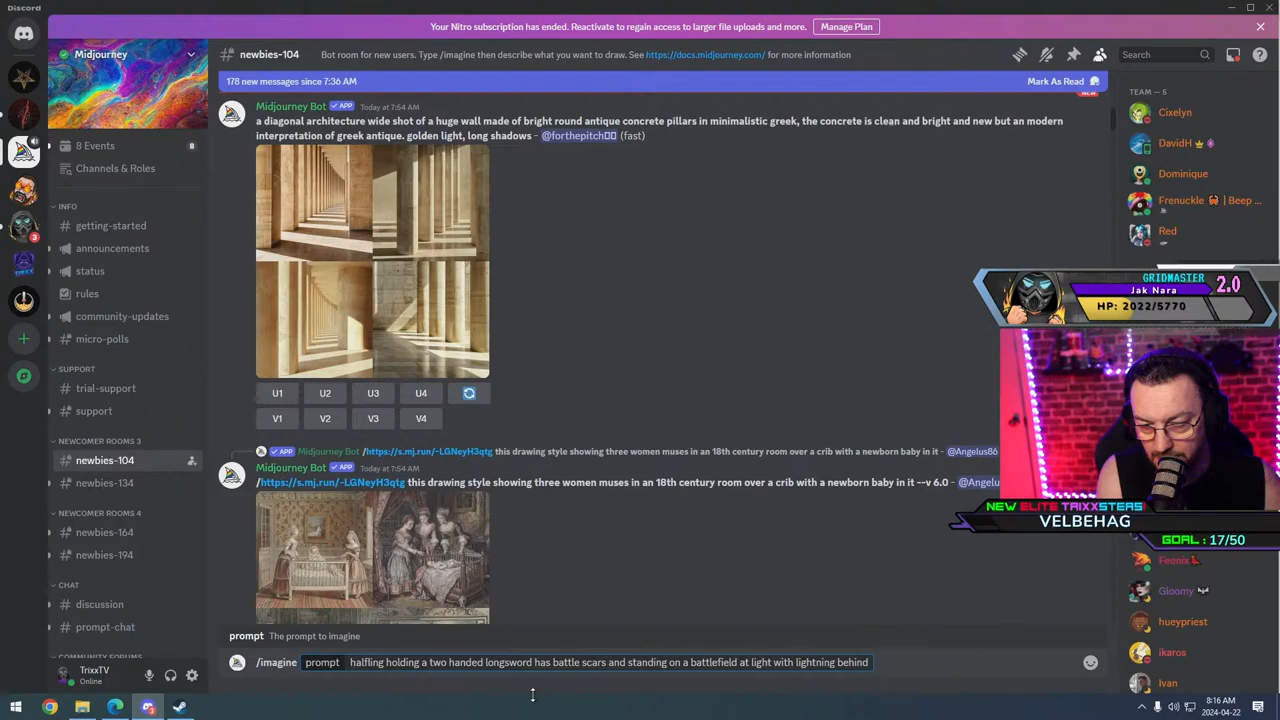 Discord
Your Nitro subscription has ended. Reactivate to regain access to larger file uploads and more.
Manage Plan
Midjourney
newbies-104
Bot room for new users. Type /imagine then describe what you want to draw. See https://docs.midjourney.com/ for more information
Search
178 new messages since 7:36 AM
Mark As Read
NEW
8 Events
8
Channels & Roles
INFO
getting-started
announcements
status
rules
community-updates
micro-polls
SUPPORT
trial-support
support
NEWCOMER ROOMS 3
newbies-104
newbies-134
NEWCOMER ROOMS 4
newbies-164
newbies-194
CHAT
discussion
prompt-chat
COMMUNITY FORUMS
3
TrixxTV
Online
Midjourney Bot APP Today at 7:54 AM
a diagonal architecture wide shot of a huge wall made of bright round antique concrete pillars in minimalistic greek, the concrete is clean and bright and new but an modern
interpretation of greek antique. golden light, long shadows - @forthepitch (fast)
U1 U2 U3 U4
V1 V2 V3 V4
APP Midjourney Bot /https://s.mj.run/-LGNeyH3qtg this drawing style showing three women muses in an 18th century room over a crib with a newborn baby in it - @Angelus86
Midjourney Bot APP Today at 7:54 AM
/https://s.mj.run/-LGNeyH3qtg this drawing style showing three women muses in an 18th century room over a crib with a newborn baby in it --v 6.0 - @Angelu
prompt The prompt to imagine
/imagine prompt halfling holding a two handed longsword has battle scars and standing on a battlefield at light with lightning behind
TEAM — 5
Cixelyn
DavidH
Dominique
Frenuckle | Beep ...
Red
GRIDMASTER
2.0
Jak Nara
HP: 2022/5770
NEW ELITE TRIXXSTERS!
VELBEHAG
GOAL : 17/50
Feonix
Gloomy
hueypriest
ikaros
Ivan
8:16 AM
2024-04-22